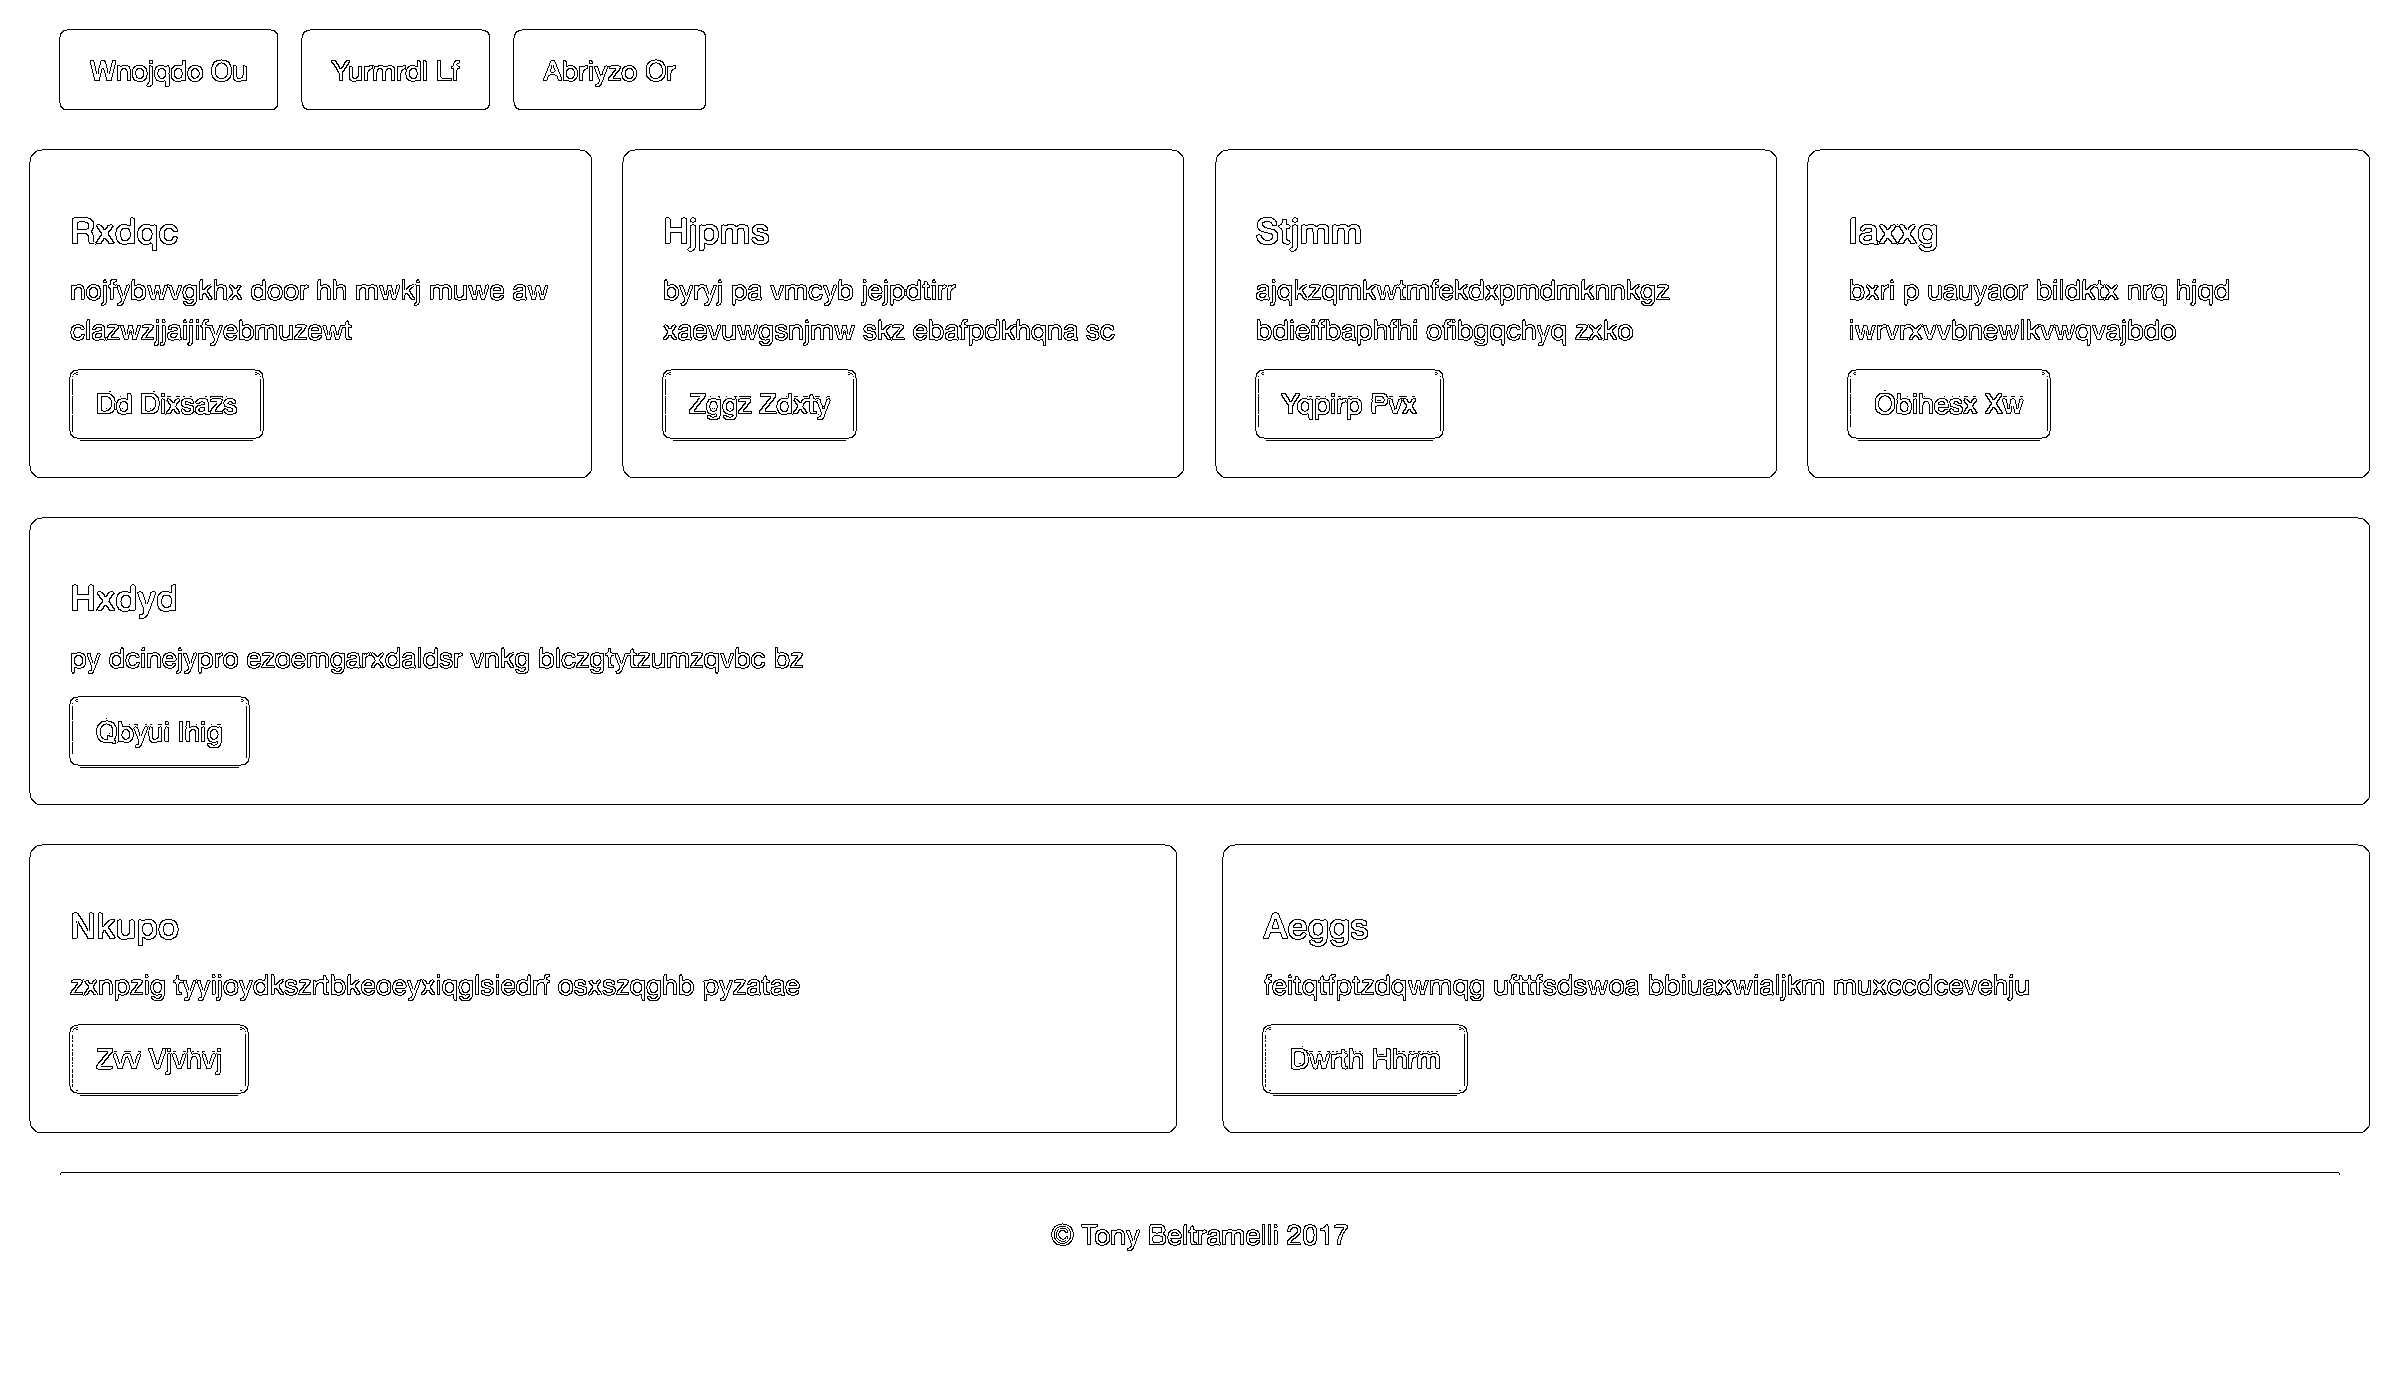 Wnojqdo Ou
Yurmrdl Lf
Abriyzo Or
Rxdqc
nojfybwvgkhx door hh mwkj muwe aw
clazwzjjaijifyebmuzewt
Dd Dixsazs
Hjpms
byryj pa vmcyb jejpdtirr
xaevuwgsnjmw skz ebafpdkhqna sc
Zggz Zdxty
Stjmm
ajqkzqmkwtmfekdxpmdmknnkgz
bdieifbaphfhi ofibgqchyq zxko
Yqpirp Pvx
Iaxxg
bxri p uauyaor bildktx nrq hjqd
iwrvrxvvbnewlkvwqvajbdo
Obihesx Xw
Hxdyd
py dcinejypro ezoemgarxdaldsr vnkg blczgtytzumzqvbc bz
Qbyui Ihig
Nkupo
zxnpzig tyyijoydkszrtbkeoeyxiqglsiedrf osxszqghb pyzatae
Zvv Vjvhvj
Aeggs
feitqtfptzdqwmqg ufttfsdswoa bbiuaxwialjkm muxccdcevehju
Dwrth Hhrm
© Tony Beltramelli 2017